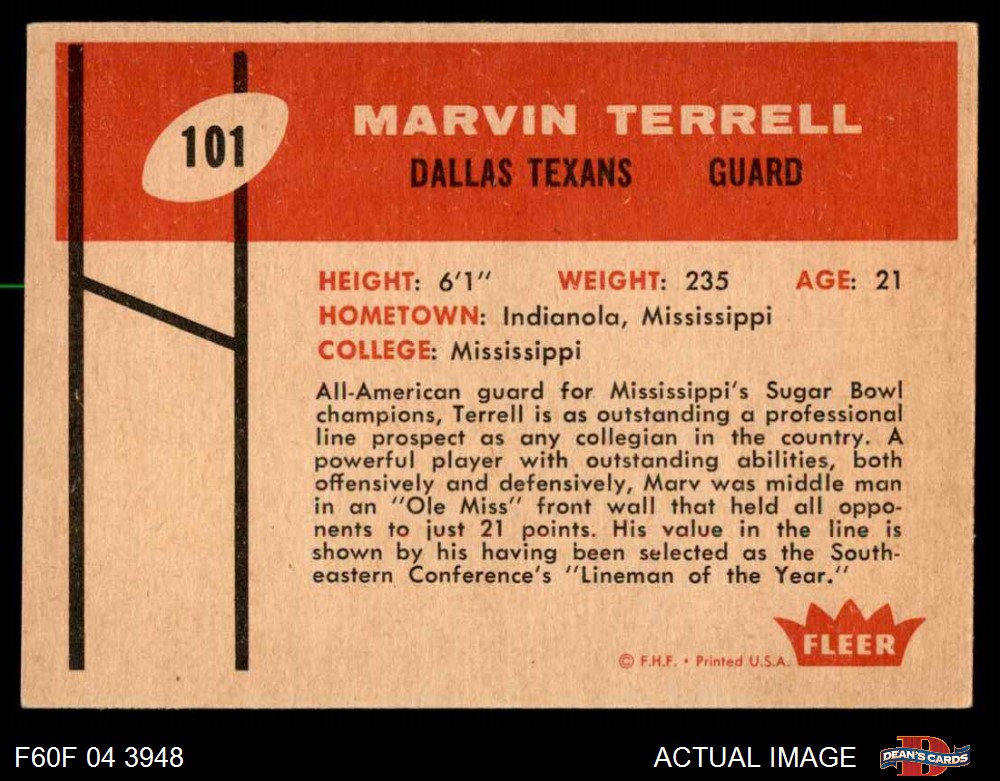 101
MARVIN TERRELL
DALLAS TEXANS GUARD
HEIGHT: 6'1" WEIGHT: 235 AGE: 21
HOMETOWN: Indianola, Mississippi
COLLEGE: Mississippi
All-American guard for Mississippi's Sugar Bowl
champions, Terrell is as outstanding a professional
line prospect as any collegian in the country. A
powerful player with outstanding abilities, both
offensively and defensively, Marv was middle man
in an "Ole Miss" front wall that held all oppo-
nents to just 21 points. His value in the line is
shown by his having been selected as the South-
eastern Conference's "Lineman of the Year."
FLEER
© F.H.F. • Printed U.S.A.
F60F 04 3948
ACTUAL IMAGE
D
DEAN'S CARDS